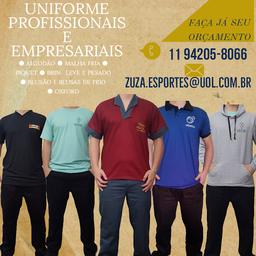 UNIFORME
PROFISSIONAIS
E
EMPRESARIAIS
● ALGODÃO ● MALHA FRIA ●
PIQUET ● BRIM LEVE E PESADO
● BLUSÃO E BLUSAS DE FRIO
● OXFORD
FAÇA JÁ SEU
ORÇAMENTO
11 94205-8066
ZUZA.ESPORTES@UOL.COM.BR